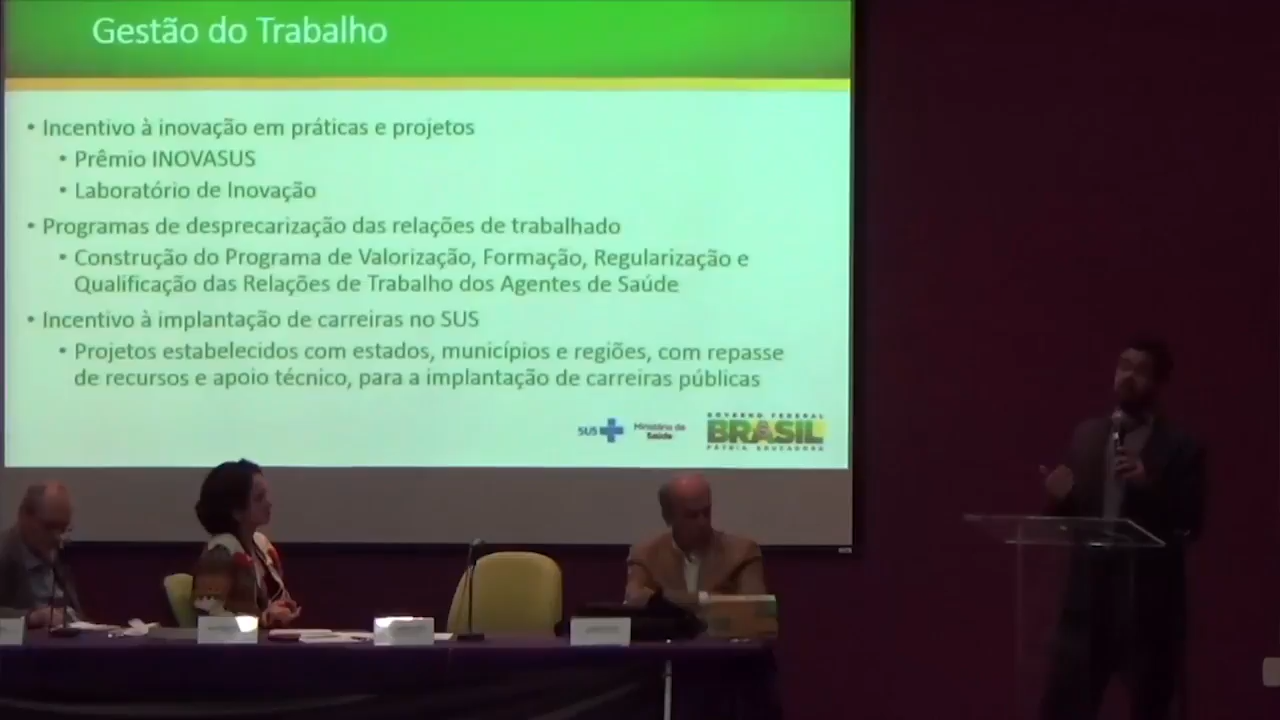 Gestão do Trabalho
• Incentivo à inovação em práticas e projetos
• Prêmio INOVASUS
• Laboratório de Inovação
• Programas de desprecarização das relações de trabalhado
• Construção do Programa de Valorização, Formação, Regularização e
Qualificação das Relações de Trabalho dos Agentes de Saúde
• Incentivo à implantação de carreiras no SUS
• Projetos estabelecidos com estados, municípios e regiões, com repasse
de recursos e apoio técnico, para a implantação de carreiras públicas
SUS
Ministério da
Saúde
GOVERNO FEDERAL
BRASIL
PÁTRIA EDUCADORA